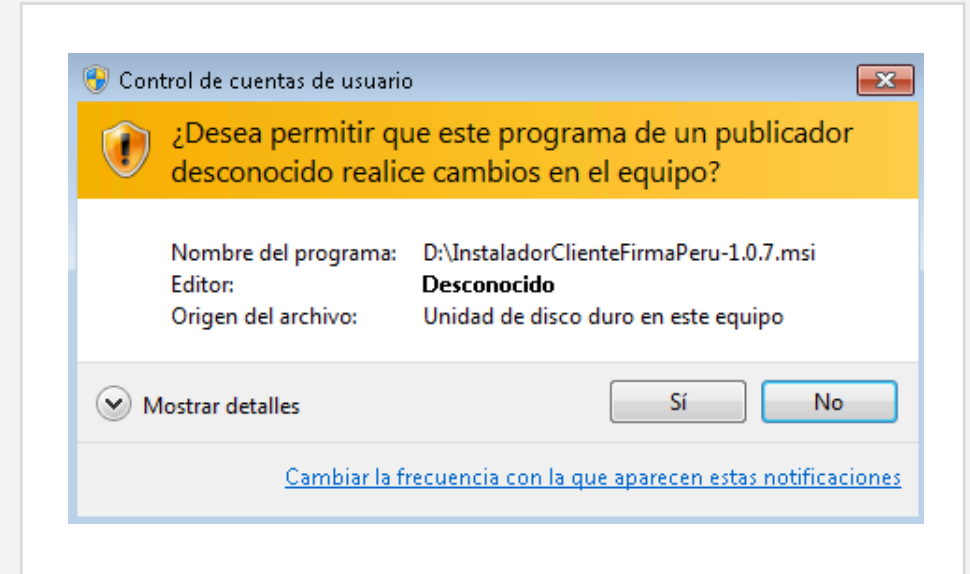 Control de cuentas de usuario
¿Desea permitir que este programa de un publicador
desconocido realice cambios en el equipo?
Nombre del programa: D:\InstaladorClienteFirmaPeru-1.0.7.msi
Editor: Desconocido
Origen del archivo: Unidad de disco duro en este equipo
Mostrar detalles Sí No
Cambiar la frecuencia con la que aparecen estas notificaciones